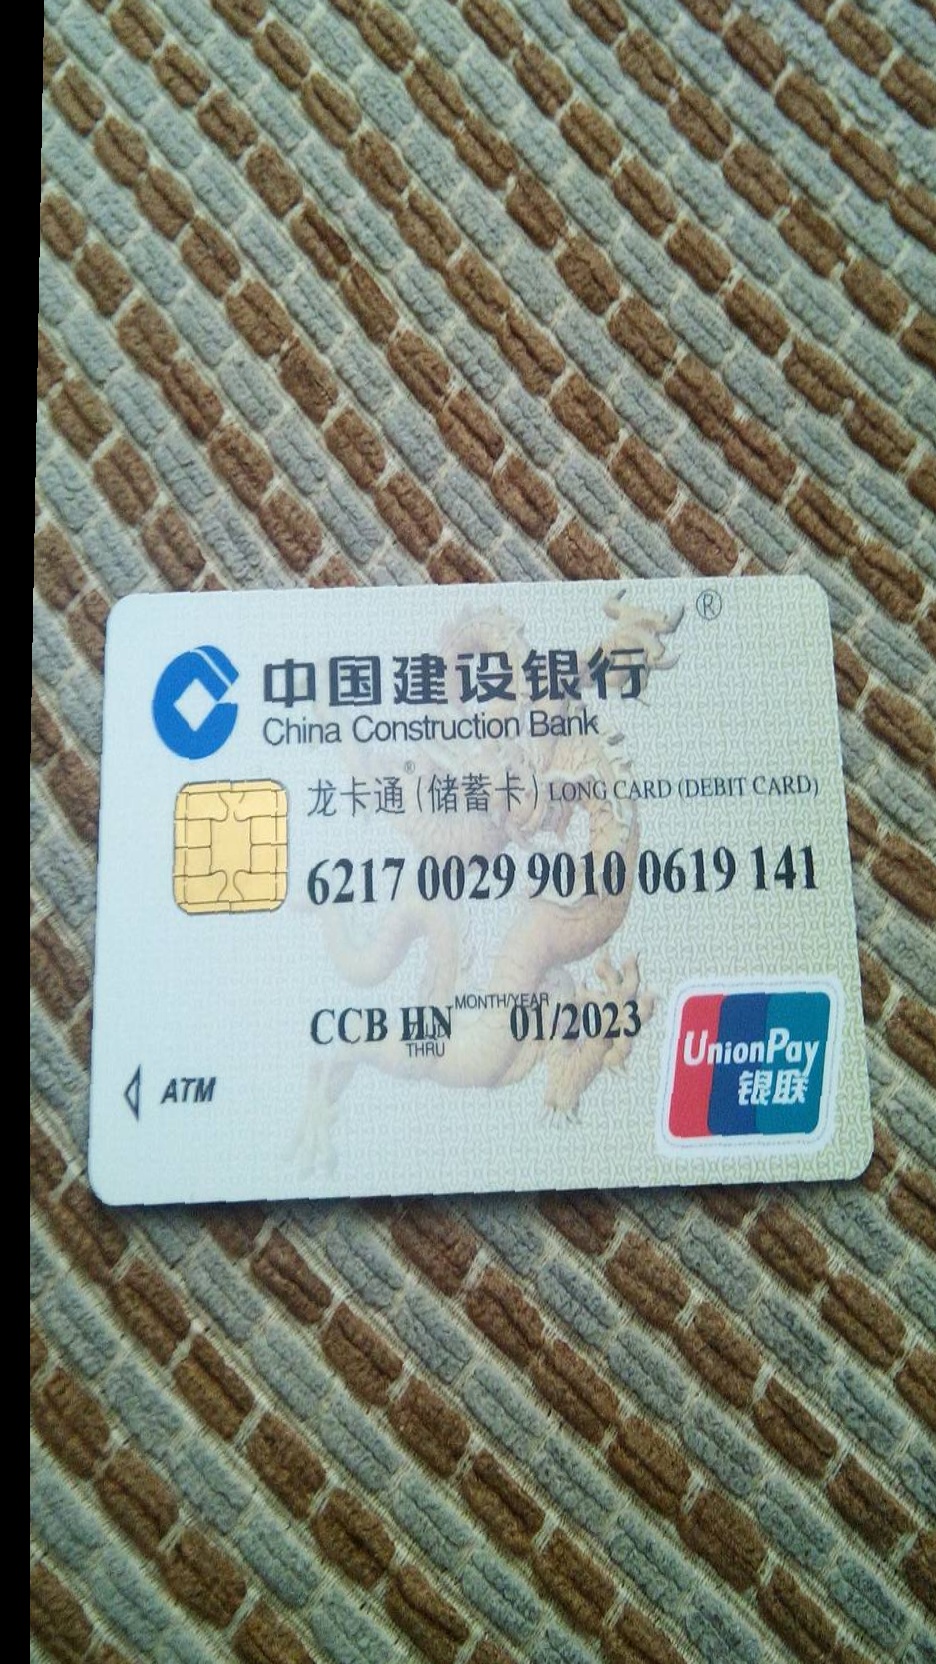 ®
中国建设银行
China Construction Bank
龙卡通®(储蓄卡) LONG CARD (DEBIT CARD)
6217 0029 9010 0619 141
MONTH/YEAR
CCB HN 01/2023
THRU
UnionPay
银联
ATM